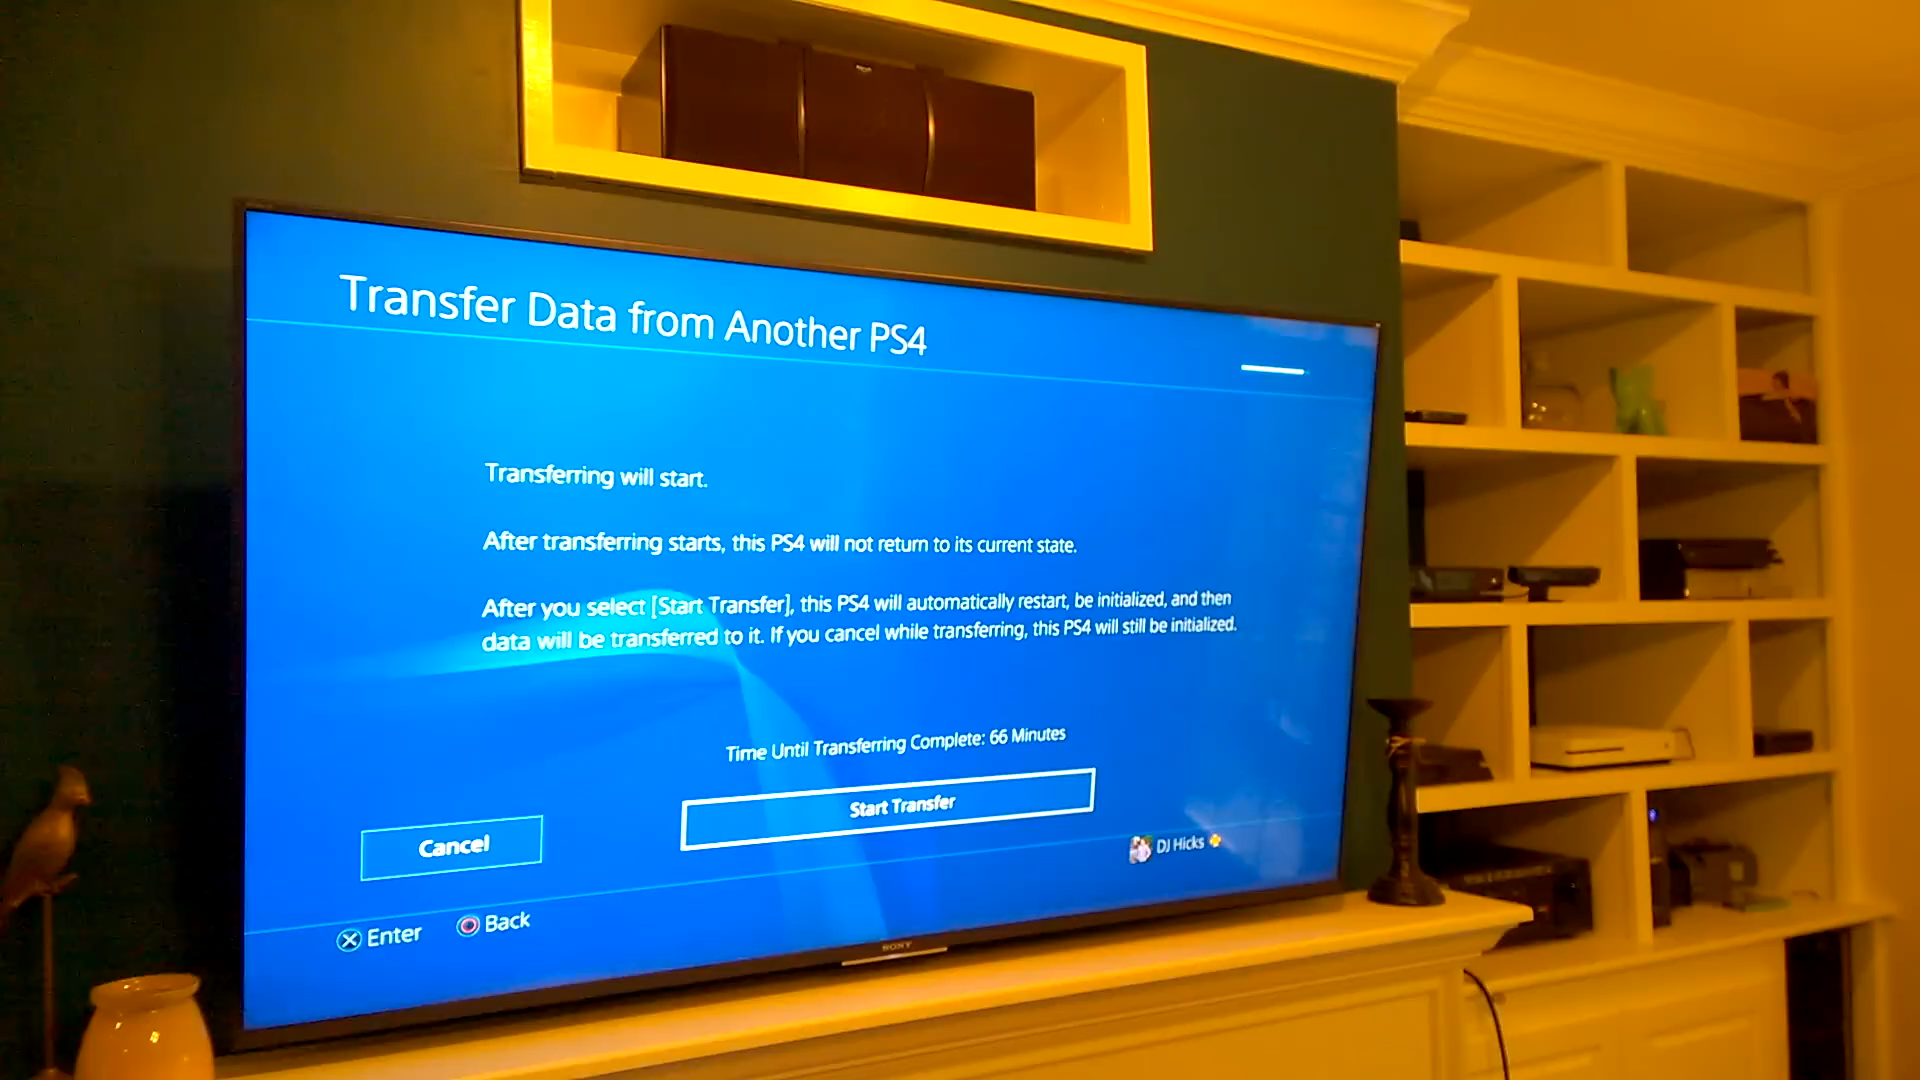 Transfer Data from Another PS4
Transferring will start.
After transferring starts, this PS4 will not return to its current state.
After you select [Start Transfer], this PS4 will automatically restart, be initialized, and then
data will be transferred to it. If you cancel while transferring, this PS4 will still be initialized.
Time Until Transferring Complete: 66 Minutes
Start Transfer
Cancel
DJ Hicks
Enter Back
SONY